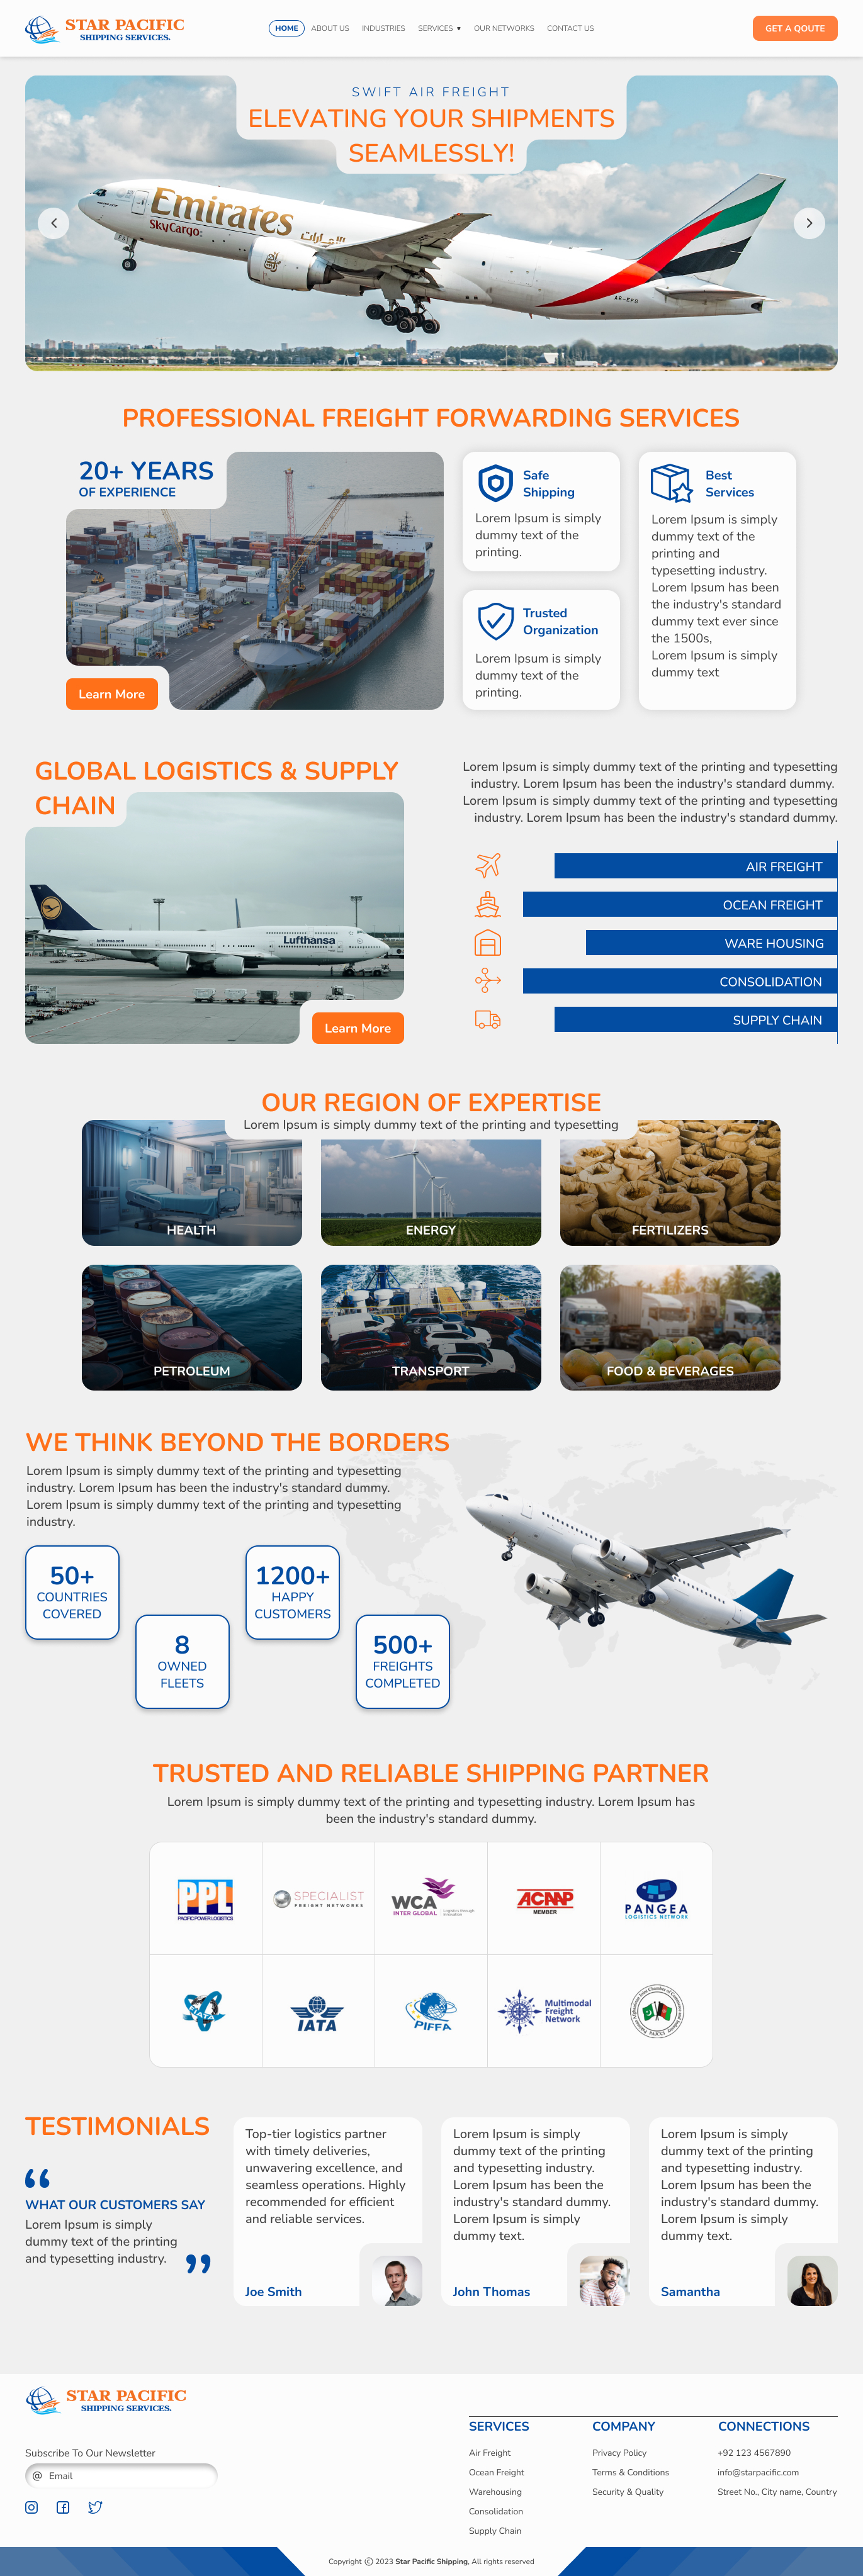 STAR PACIFIC
SHIPPING SERVICES.
HOME
ABOUT US
INDUSTRIES
SERVICES ▼
OUR NETWORKS
CONTACT US
GET A QOUTE
SWIFT AIR FREIGHT
ELEVATING YOUR SHIPMENTS
SEAMLESSLY!
Emirates
SkyCargo
الإمارات
A6-EFS
PROFESSIONAL FREIGHT FORWARDING SERVICES
20+ YEARS
OF EXPERIENCE
Learn More
Safe
Shipping
Lorem Ipsum is simply
dummy text of the
printing.
Trusted
Organization
Lorem Ipsum is simply
dummy text of the
printing.
Best
Services
Lorem Ipsum is simply
dummy text of the
printing and
typesetting industry.
Lorem Ipsum has been
the industry's standard
dummy text ever since
the 1500s,
Lorem Ipsum is simply
dummy text
GLOBAL LOGISTICS & SUPPLY
CHAIN
lufthansa.com
Lufthansa
Learn More
Lorem Ipsum is simply dummy text of the printing and typesetting
industry. Lorem Ipsum has been the industry's standard dummy.
Lorem Ipsum is simply dummy text of the printing and typesetting
industry. Lorem Ipsum has been the industry's standard dummy.
AIR FREIGHT
OCEAN FREIGHT
WARE HOUSING
CONSOLIDATION
SUPPLY CHAIN
OUR REGION OF EXPERTISE
Lorem Ipsum is simply dummy text of the printing and typesetting
HEALTH
ENERGY
FERTILIZERS
PETROLEUM
TRANSPORT
FOOD & BEVERAGES
WE THINK BEYOND THE BORDERS
Lorem Ipsum is simply dummy text of the printing and typesetting
industry. Lorem Ipsum has been the industry's standard dummy.
Lorem Ipsum is simply dummy text of the printing and typesetting
industry.
50+
COUNTRIES
COVERED
8
OWNED
FLEETS
1200+
HAPPY
CUSTOMERS
500+
FREIGHTS
COMPLETED
TRUSTED AND RELIABLE SHIPPING PARTNER
Lorem Ipsum is simply dummy text of the printing and typesetting industry. Lorem Ipsum has
been the industry's standard dummy.
PPL
PACIFIC POWER LOGISTICS
SPECIALIST
FREIGHT NETWORKS
WCA
INTER GLOBAL
Logistics through
ACAAP
MEMBER
PANGEA
LOGISTICS NETWORK
IATA
PIFFA
Multimodal
Freight
Network
PAJCCI
TESTIMONIALS
“
WHAT OUR CUSTOMERS SAY
Lorem Ipsum is simply
dummy text of the printing
and typesetting industry.
”
Top-tier logistics partner
with timely deliveries,
unwavering excellence, and
seamless operations. Highly
recommended for efficient
and reliable services.
Joe Smith
Lorem Ipsum is simply
dummy text of the printing
and typesetting industry.
Lorem Ipsum has been the
industry's standard dummy.
Lorem Ipsum is simply
dummy text.
John Thomas
Lorem Ipsum is simply
dummy text of the printing
and typesetting industry.
Lorem Ipsum has been the
industry's standard dummy.
Lorem Ipsum is simply
dummy text.
Samantha
STAR PACIFIC
SHIPPING SERVICES.
Subscribe To Our Newsletter
@ Email
SERVICES
Air Freight
Ocean Freight
Warehousing
Consolidation
Supply Chain
COMPANY
Privacy Policy
Terms & Conditions
Security & Quality
CONNECTIONS
+92 123 4567890
info@starpacific.com
Street No., City name, Country
Copyright © 2023 Star Pacific Shipping, All rights reserved